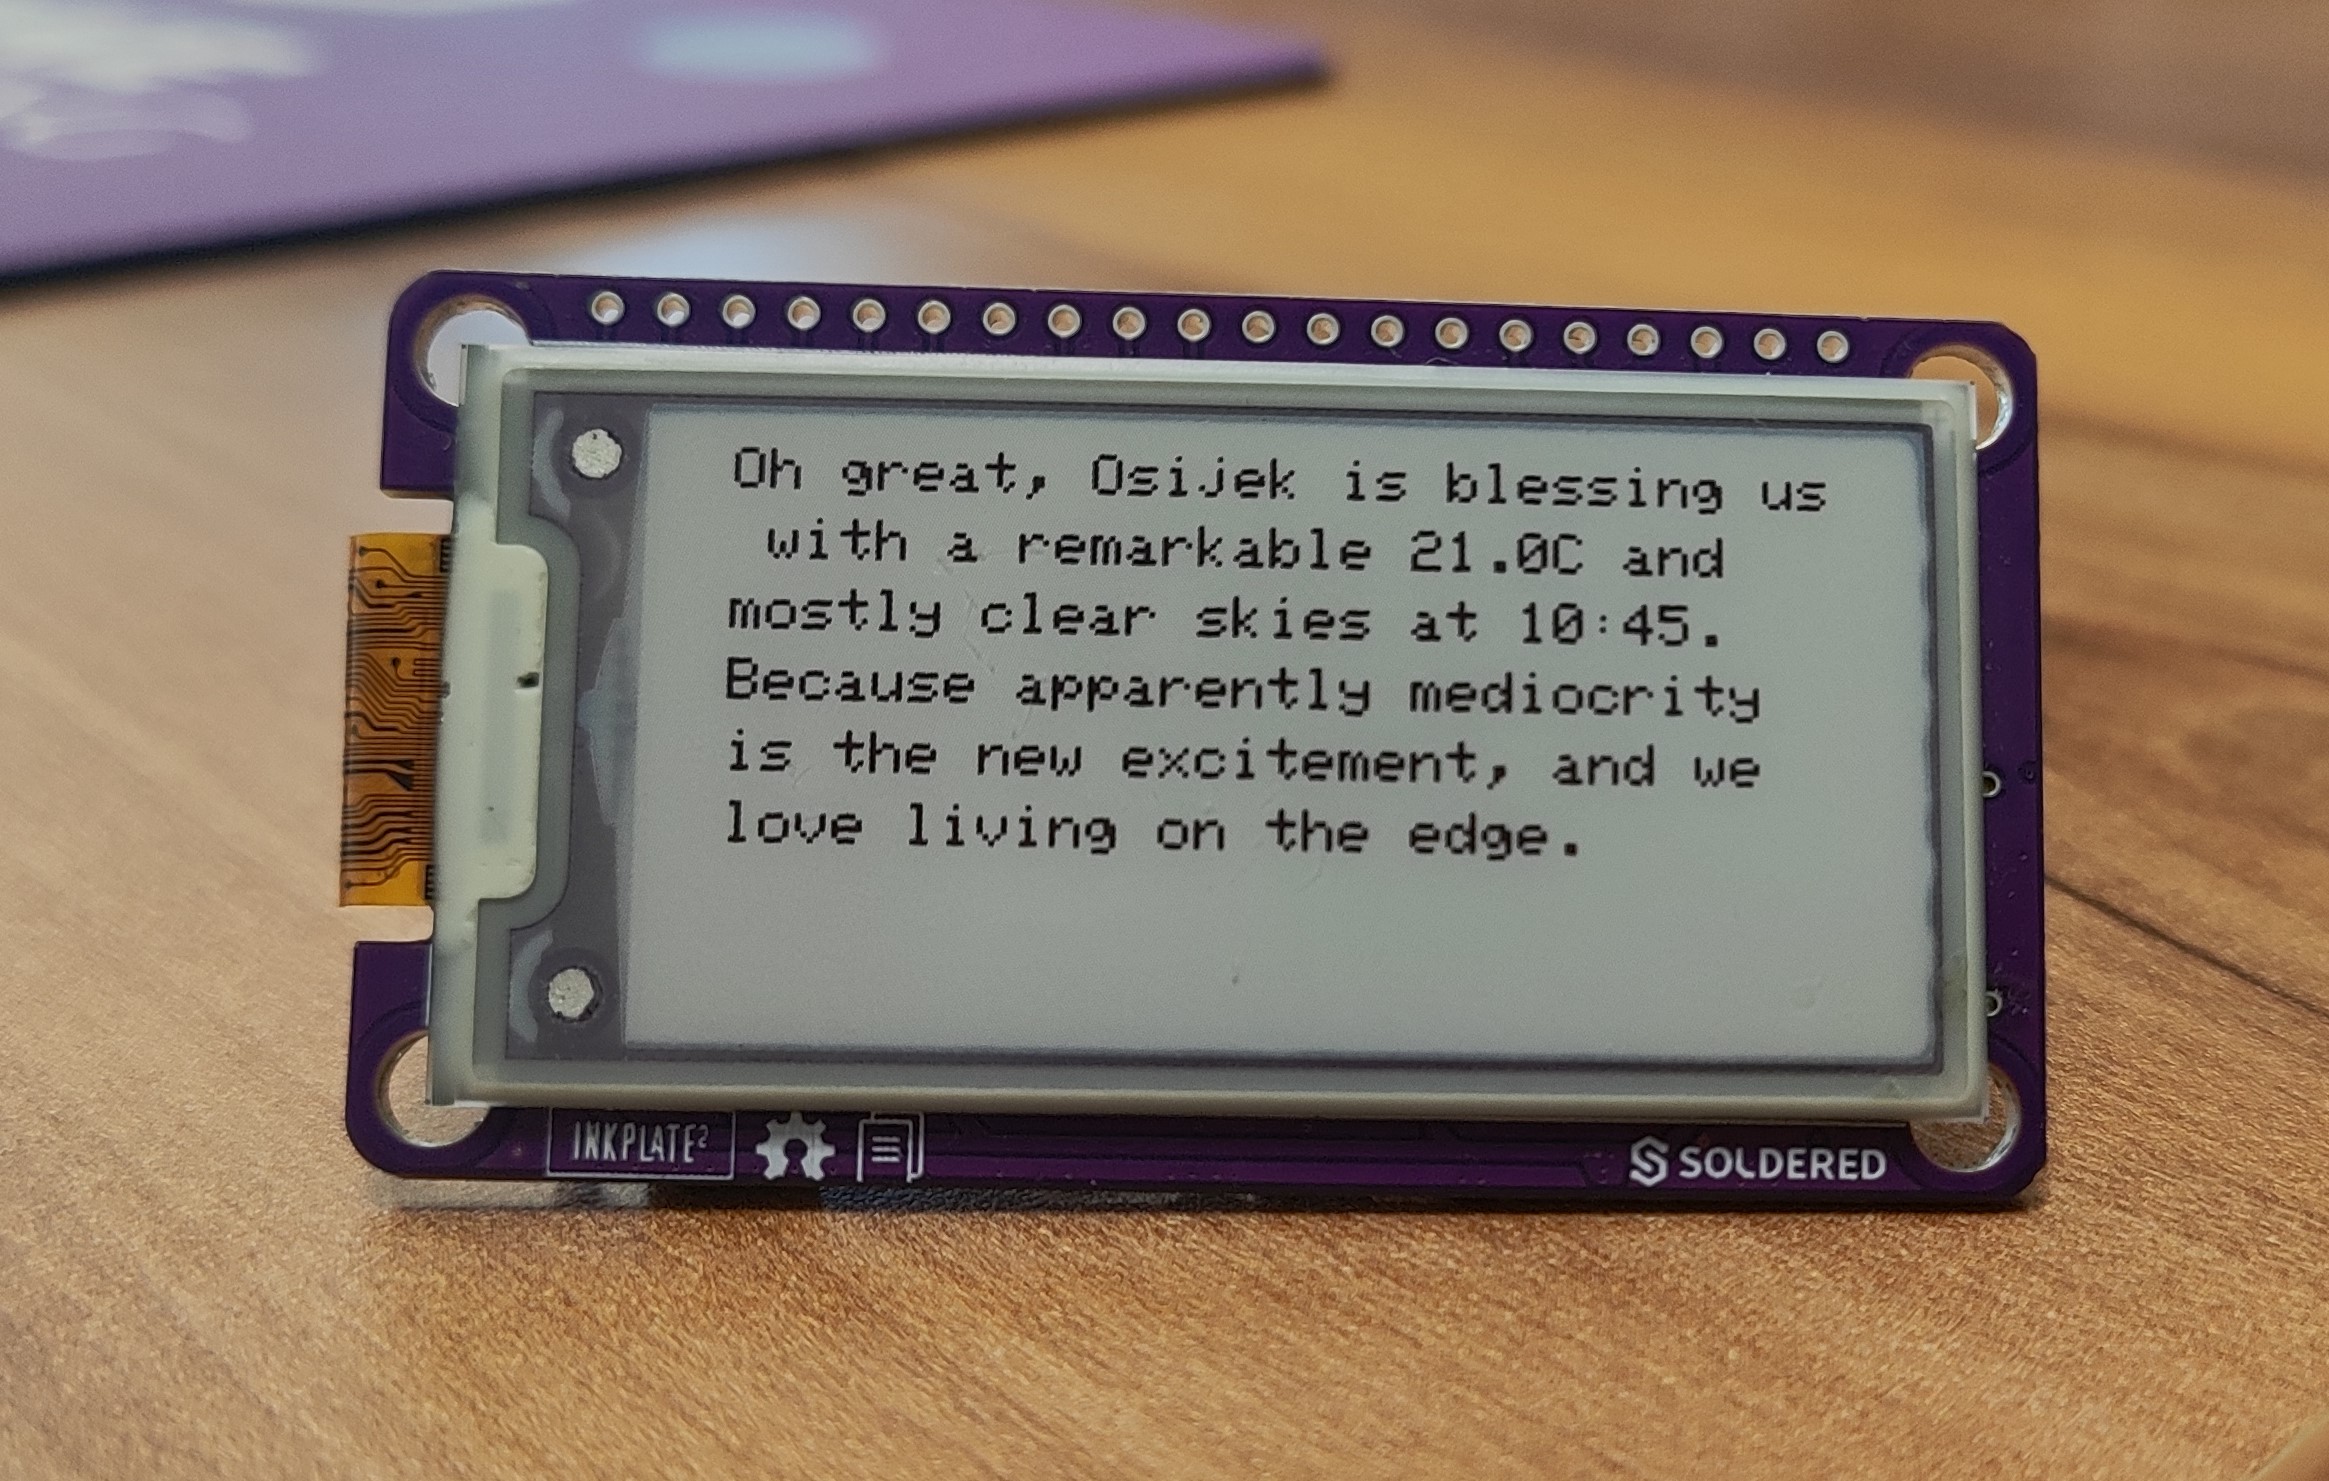 Oh great, Osijek is blessing us
with a remarkable 21.0C and
mostly clear skies at 10:45.
Because apparently mediocrity
is the new excitement, and we
love living on the edge.
INKPLATE2
SOLDERED